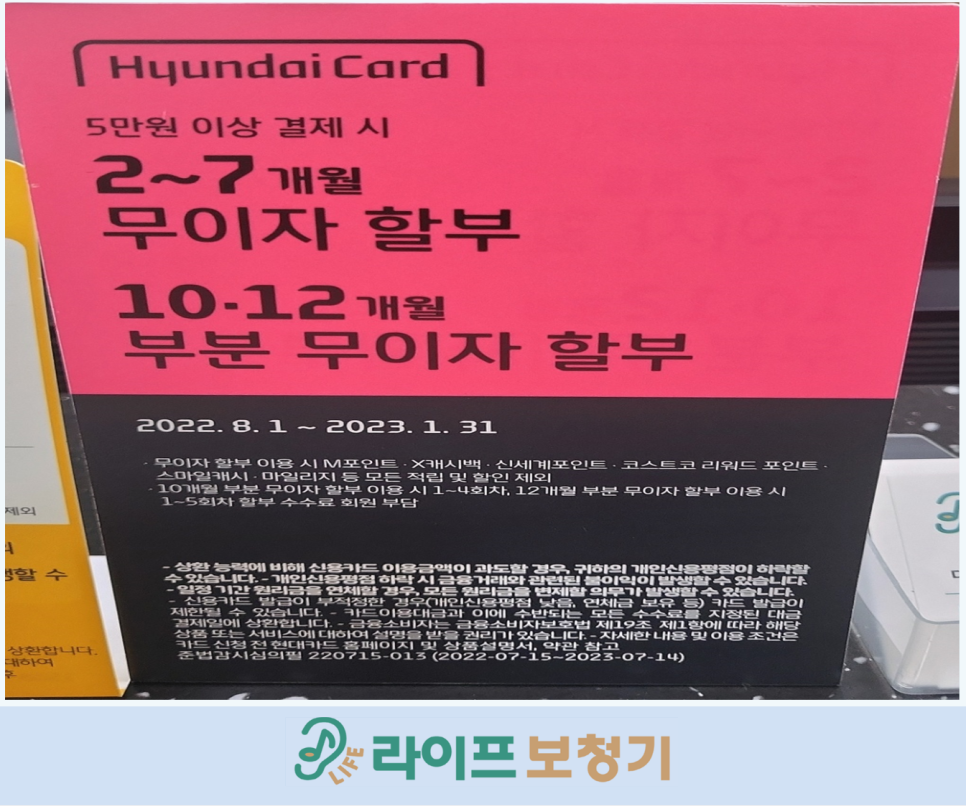 Hyundai Card
5만원 이상 결제 시
2~7 개월
무이자 할부
10·12 개월
부분 무이자 할부
2022. 8. 1 ~ 2023. 1. 31
· 무이자 할부 이용 시 M포인트 · X캐시백 · 신세계포인트 · 코스트코 리워드 포인트 ·
스마일캐시 · 마일리지 등 모든 적립 및 할인 제외
· 10개월 부분 무이자 할부 이용 시 1~4회차, 12개월 부분 무이자 할부 이용 시
1~5회차 할부 수수료 회원 부담
- 상환 능력에 비해 신용카드 이용금액이 과도할 경우, 귀하의 개인신용평점이 하락할
수 있습니다. - 개인신용평점 하락 시 금융거래와 관련된 불이익이 발생할 수 있습니다.
- 일정 기간 원리금을 연체할 경우, 모든 원리금을 변제할 의무가 발생할 수 있습니다.
- 신용카드 발급이 부적정한 경우(개인신용평점 낮음, 연체금 보유 등) 카드 발급이
제한될 수 있습니다. - 카드이용대금과 이에 수반되는 모든 수수료를 지정된 대금
결제일에 상환합니다. - 금융소비자는 금융소비자보호법 제19조 제1항에 따라 해당
상품 또는 서비스에 대하여 설명을 받을 권리가 있습니다. - 자세한 내용 및 이용 조건은
카드 신청 전 현대카드 홈페이지 및 상품설명서, 약관 참고
준법감시심의필 220715-013 (2022-07-15~2023-07-14)
제외
할 수
상환합니다.
대하여
LIFE 라이프 보청기